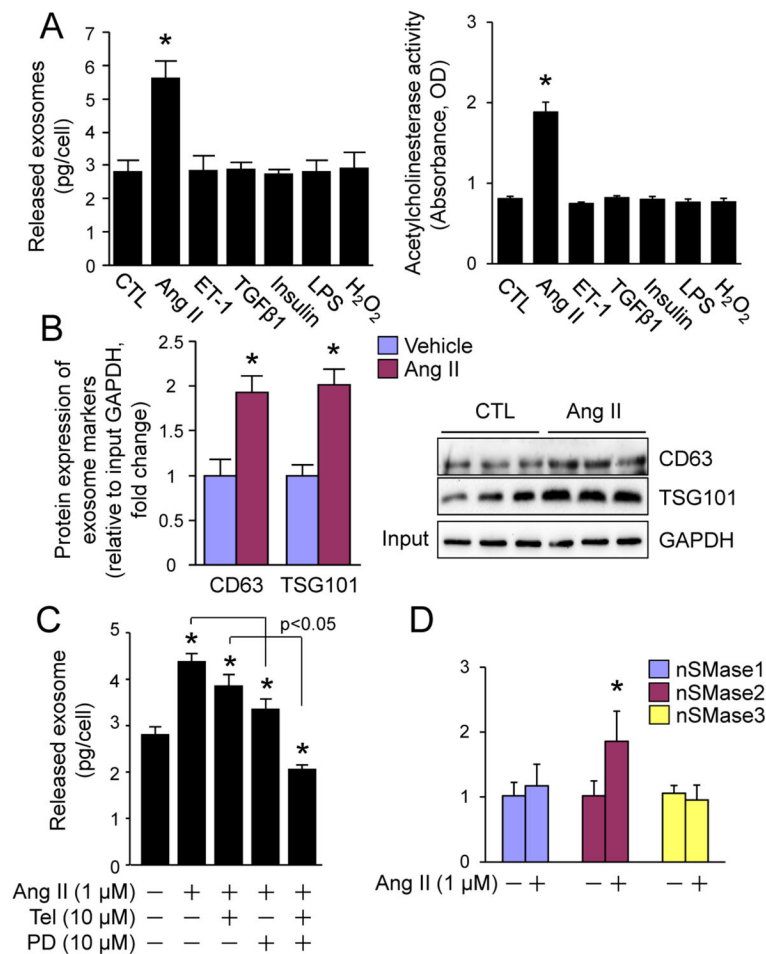 A
Released exosomes
(pg/cell)
7
6
5
4
3
2
1
0
*
CTL
Ang II
ET-1
TGFβ1
Insulin
LPS
H₂O₂
Acetylcholinesterase activity
(Absorbance, OD)
3
2
1
0
*
CTL
Ang II
ET-1
TGFβ1
Insulin
LPS
H₂O₂
B
Protein expression of
exosome markers
(relative to input GAPDH,
fold change)
2.5
2
1.5
1
0.5
0
*
*
CD63
TSG101
Vehicle
Ang II
CTL
Ang II
CD63
TSG101
Input
GAPDH
C
Released exosome
(pg/cell)
5
4
3
2
1
0
p<0.05
*
*
*
*
Ang II (1 µM) − + + + +
Tel (10 µM) − − + − +
PD (10 µM) − − − + +
D
3
2
1
0
*
nSMase1
nSMase2
nSMase3
Ang II (1 µM) − + − + − +